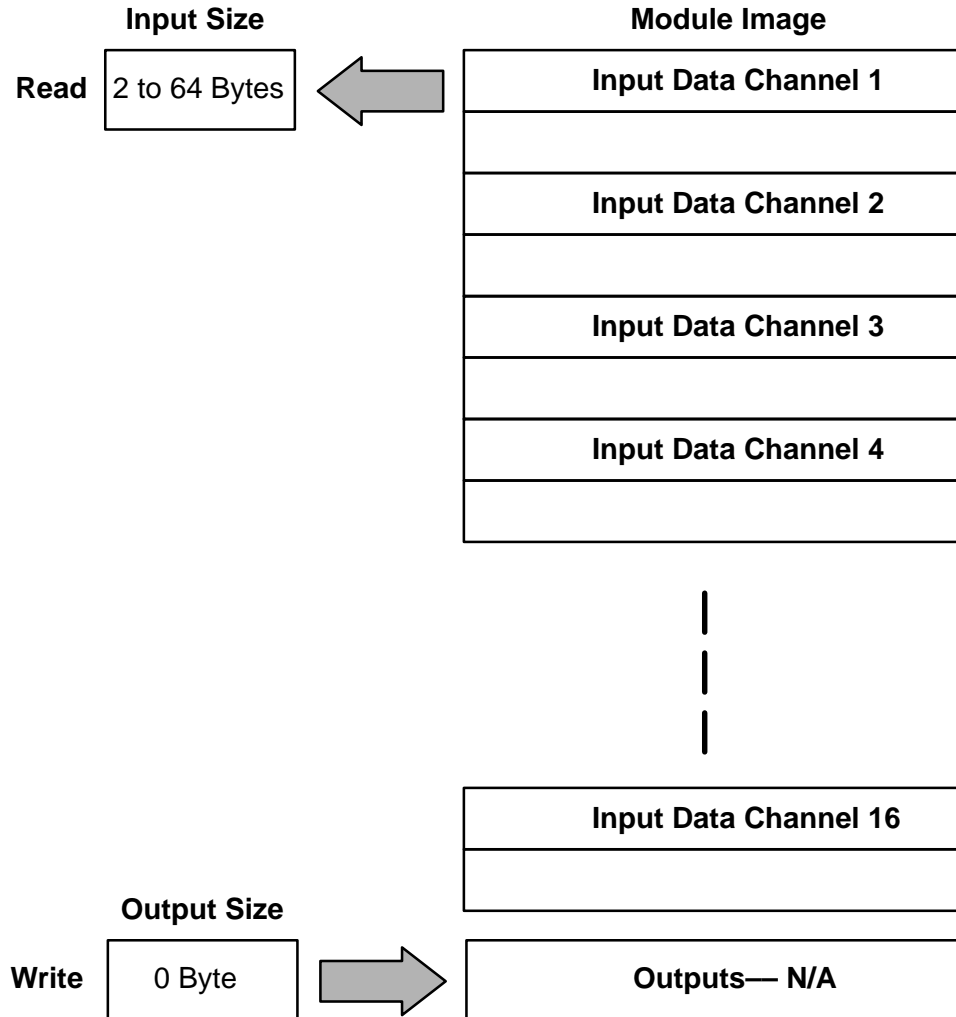 Input Size Module Image
Read 2 to 64 Bytes Input Data Channel 1
Input Data Channel 2
Input Data Channel 3
Input Data Channel 4
Input Data Channel 16
Output Size
Write 0 Byte Outputs–– N/A